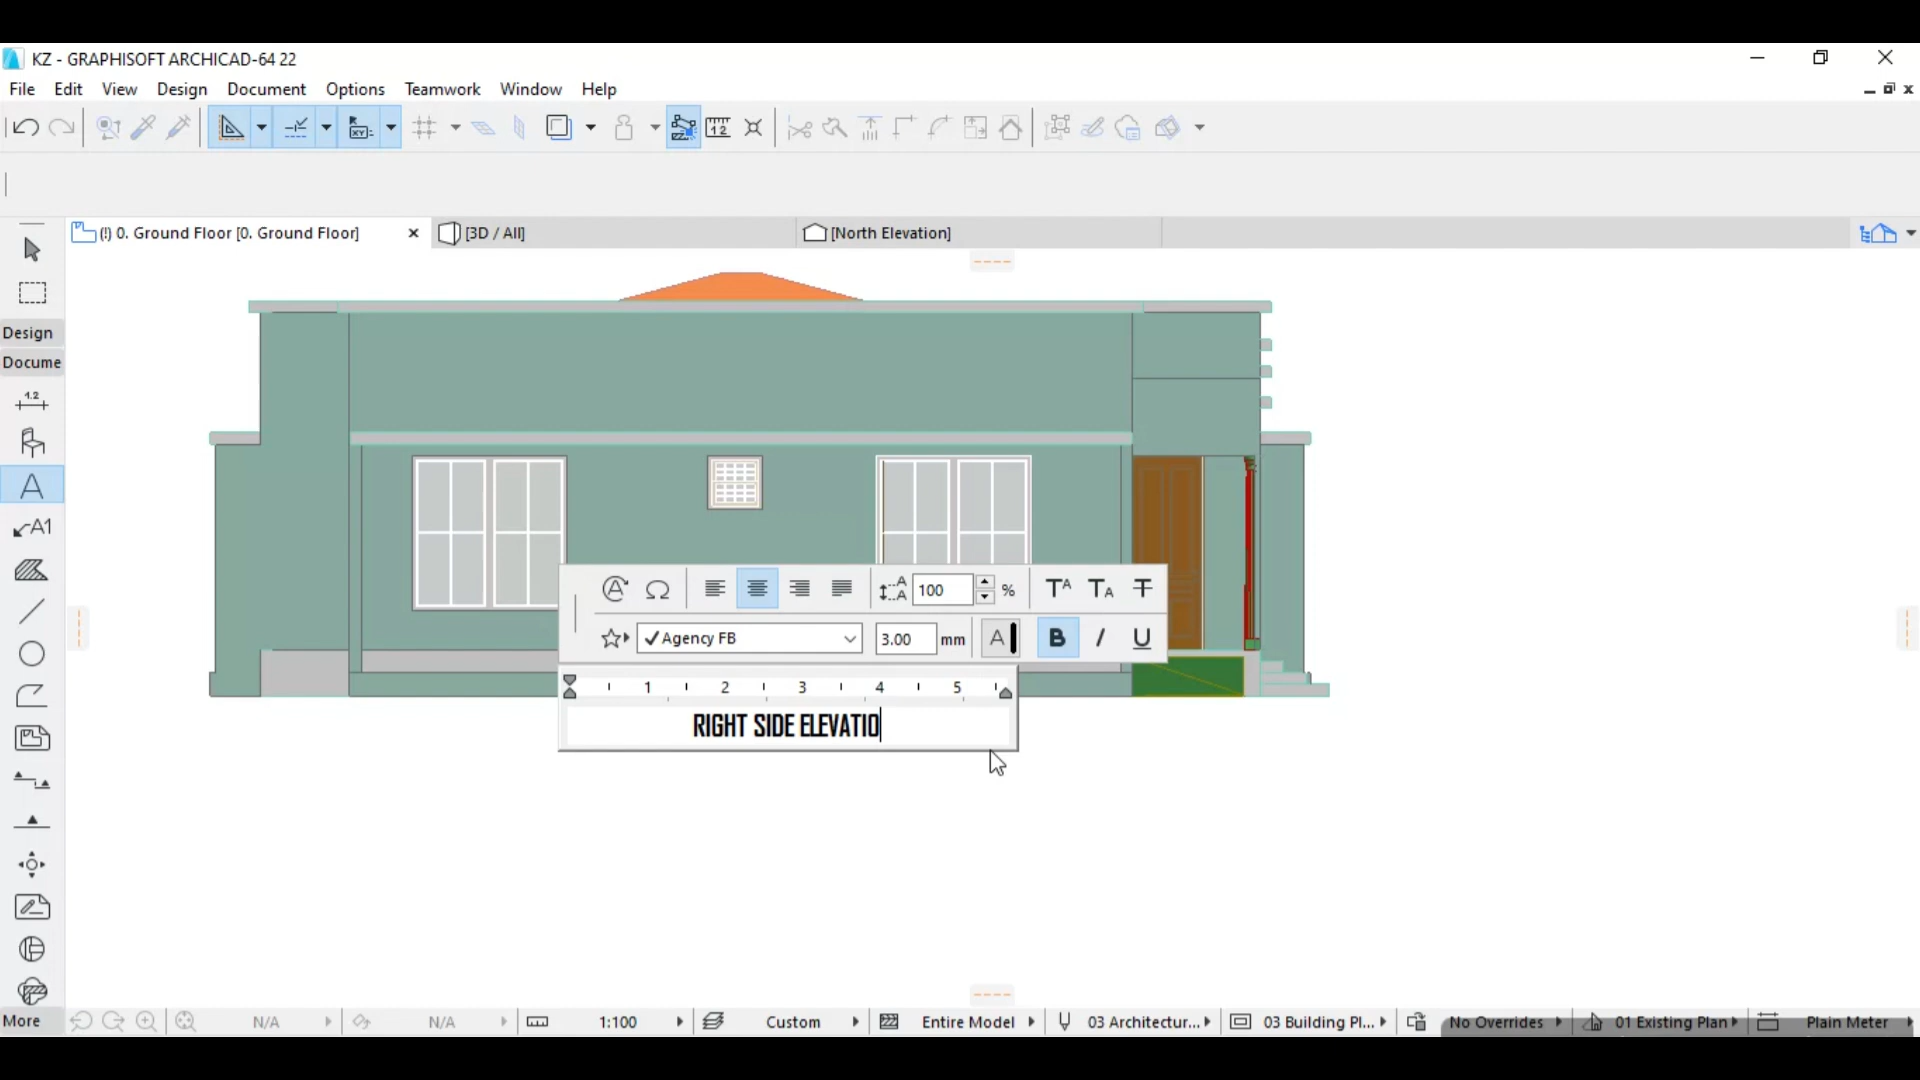 KZ - GRAPHISOFT ARCHICAD-64 22
File Edit View Design Document Options Teamwork Window Help
(!) 0. Ground Floor [0. Ground Floor]
[3D / All]
[North Elevation]
Design
Docume
1.2
A1
100 %
Agency FB
3.00 mm
A B I U
1 2 3 4 5
RIGHT SIDE ELEVATIO
More
N/A
N/A
1:100
Custom
Entire Model
03 Architectur...
03 Building Pl...
No Overrides
01 Existing Plan
Plain Meter